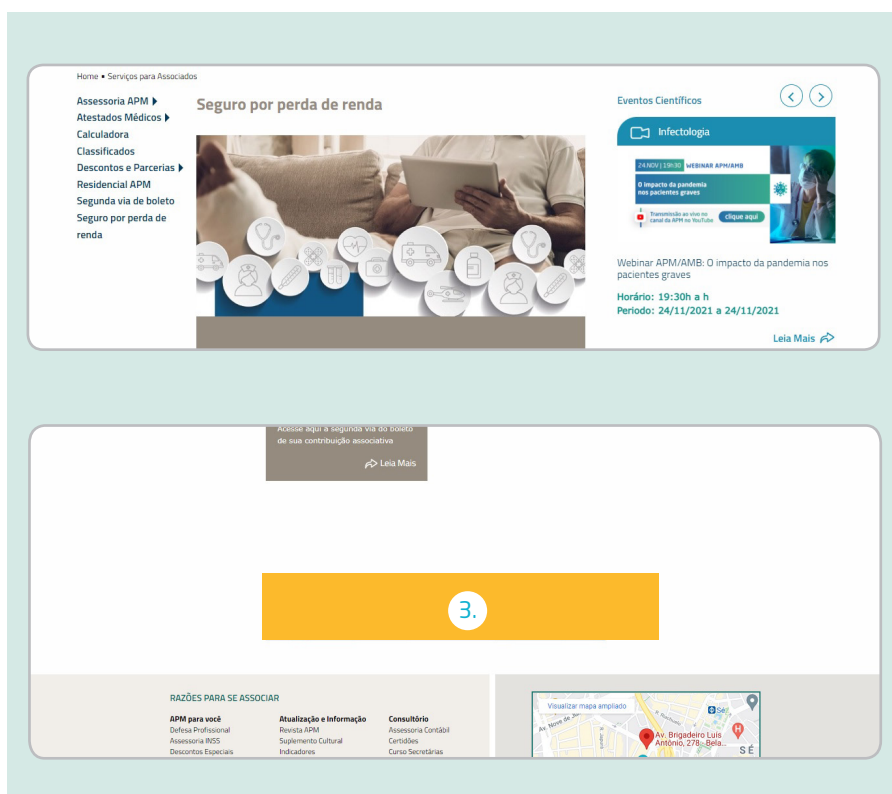 Home • Serviços para Associados
Assessoria APM
Atestados Médicos
Calculadora
Classificados
Descontos e Parcerias
Residencial APM
Segunda via de boleto
Seguro por perda de
renda
Seguro por perda de renda
Eventos Científicos
Infectologia
24.NOV | 19h30 WEBINAR APM/AMB
O impacto da pandemia
nos pacientes graves
Transmissão ao vivo no
canal da APM no YouTube
clique aqui
Webinar APM/AMB: O impacto da pandemia nos
pacientes graves
Horário: 19:30h a h
Periodo: 24/11/2021 a 24/11/2021
Leia Mais
Acesse aqui a segunda via do boleto
de sua contribuição associativa
Leia Mais
3.
RAZÕES PARA SE ASSOCIAR
APM para você
Defesa Profissional
Assessoria INSS
Descontos Especiais
Atualização e Informação
Revista APM
Suplemento Cultural
Indicadores
Consultório
Assessoria Contábil
Certidões
Curso Secretárias
Visualizar mapa ampliado
Sé
Av. Nove de
Av. Brigadeiro Luís
Antônio, 278 - Bela...
SÉ